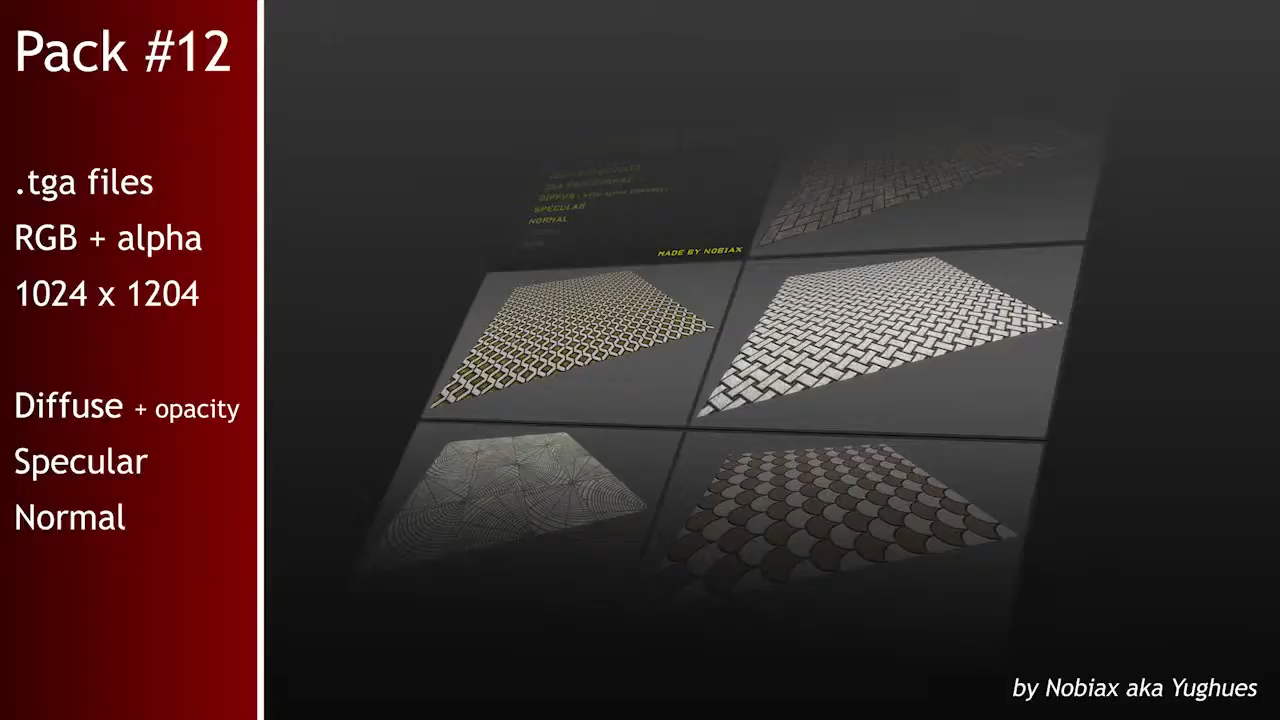 Pack #12
.tga files
RGB + alpha
1024 x 1204
Diffuse + opacity
Specular
Normal
SPECULAR
NORMAL
MADE BY NOBIAX
by Nobiax aka Yughues